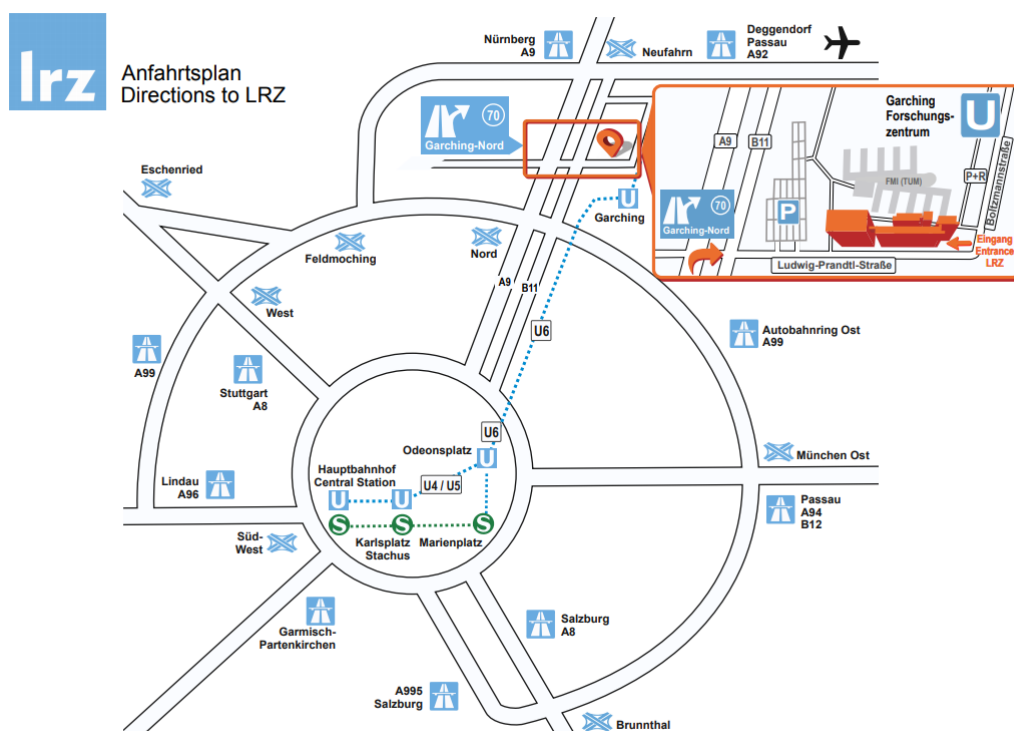 lrz
Anfahrtsplan
Directions to LRZ
Nürnberg
A9
Neufahrn
Deggendorf
Passau
A92
70
Garching-Nord
Garching
Forschungs-
zentrum
U
A9
B11
P+R
Boltzmannstraße
FMI (TUM)
P
70
Garching-Nord
Eingang
Entrance
LRZ
Ludwig-Prandtl-Straße
Eschenried
U
Garching
Feldmoching
Nord
A9
B11
West
U6
Autobahnring Ost
A99
A99
Stuttgart
A8
U6
Odeonsplatz
U
München Ost
Hauptbahnhof
Central Station
U4 / U5
U
U
Lindau
A96
Passau
A94
B12
S
S
S
Karlsplatz
Stachus
Marienplatz
Süd-
West
Garmisch-
Partenkirchen
Salzburg
A8
A995
Salzburg
Brunnthal